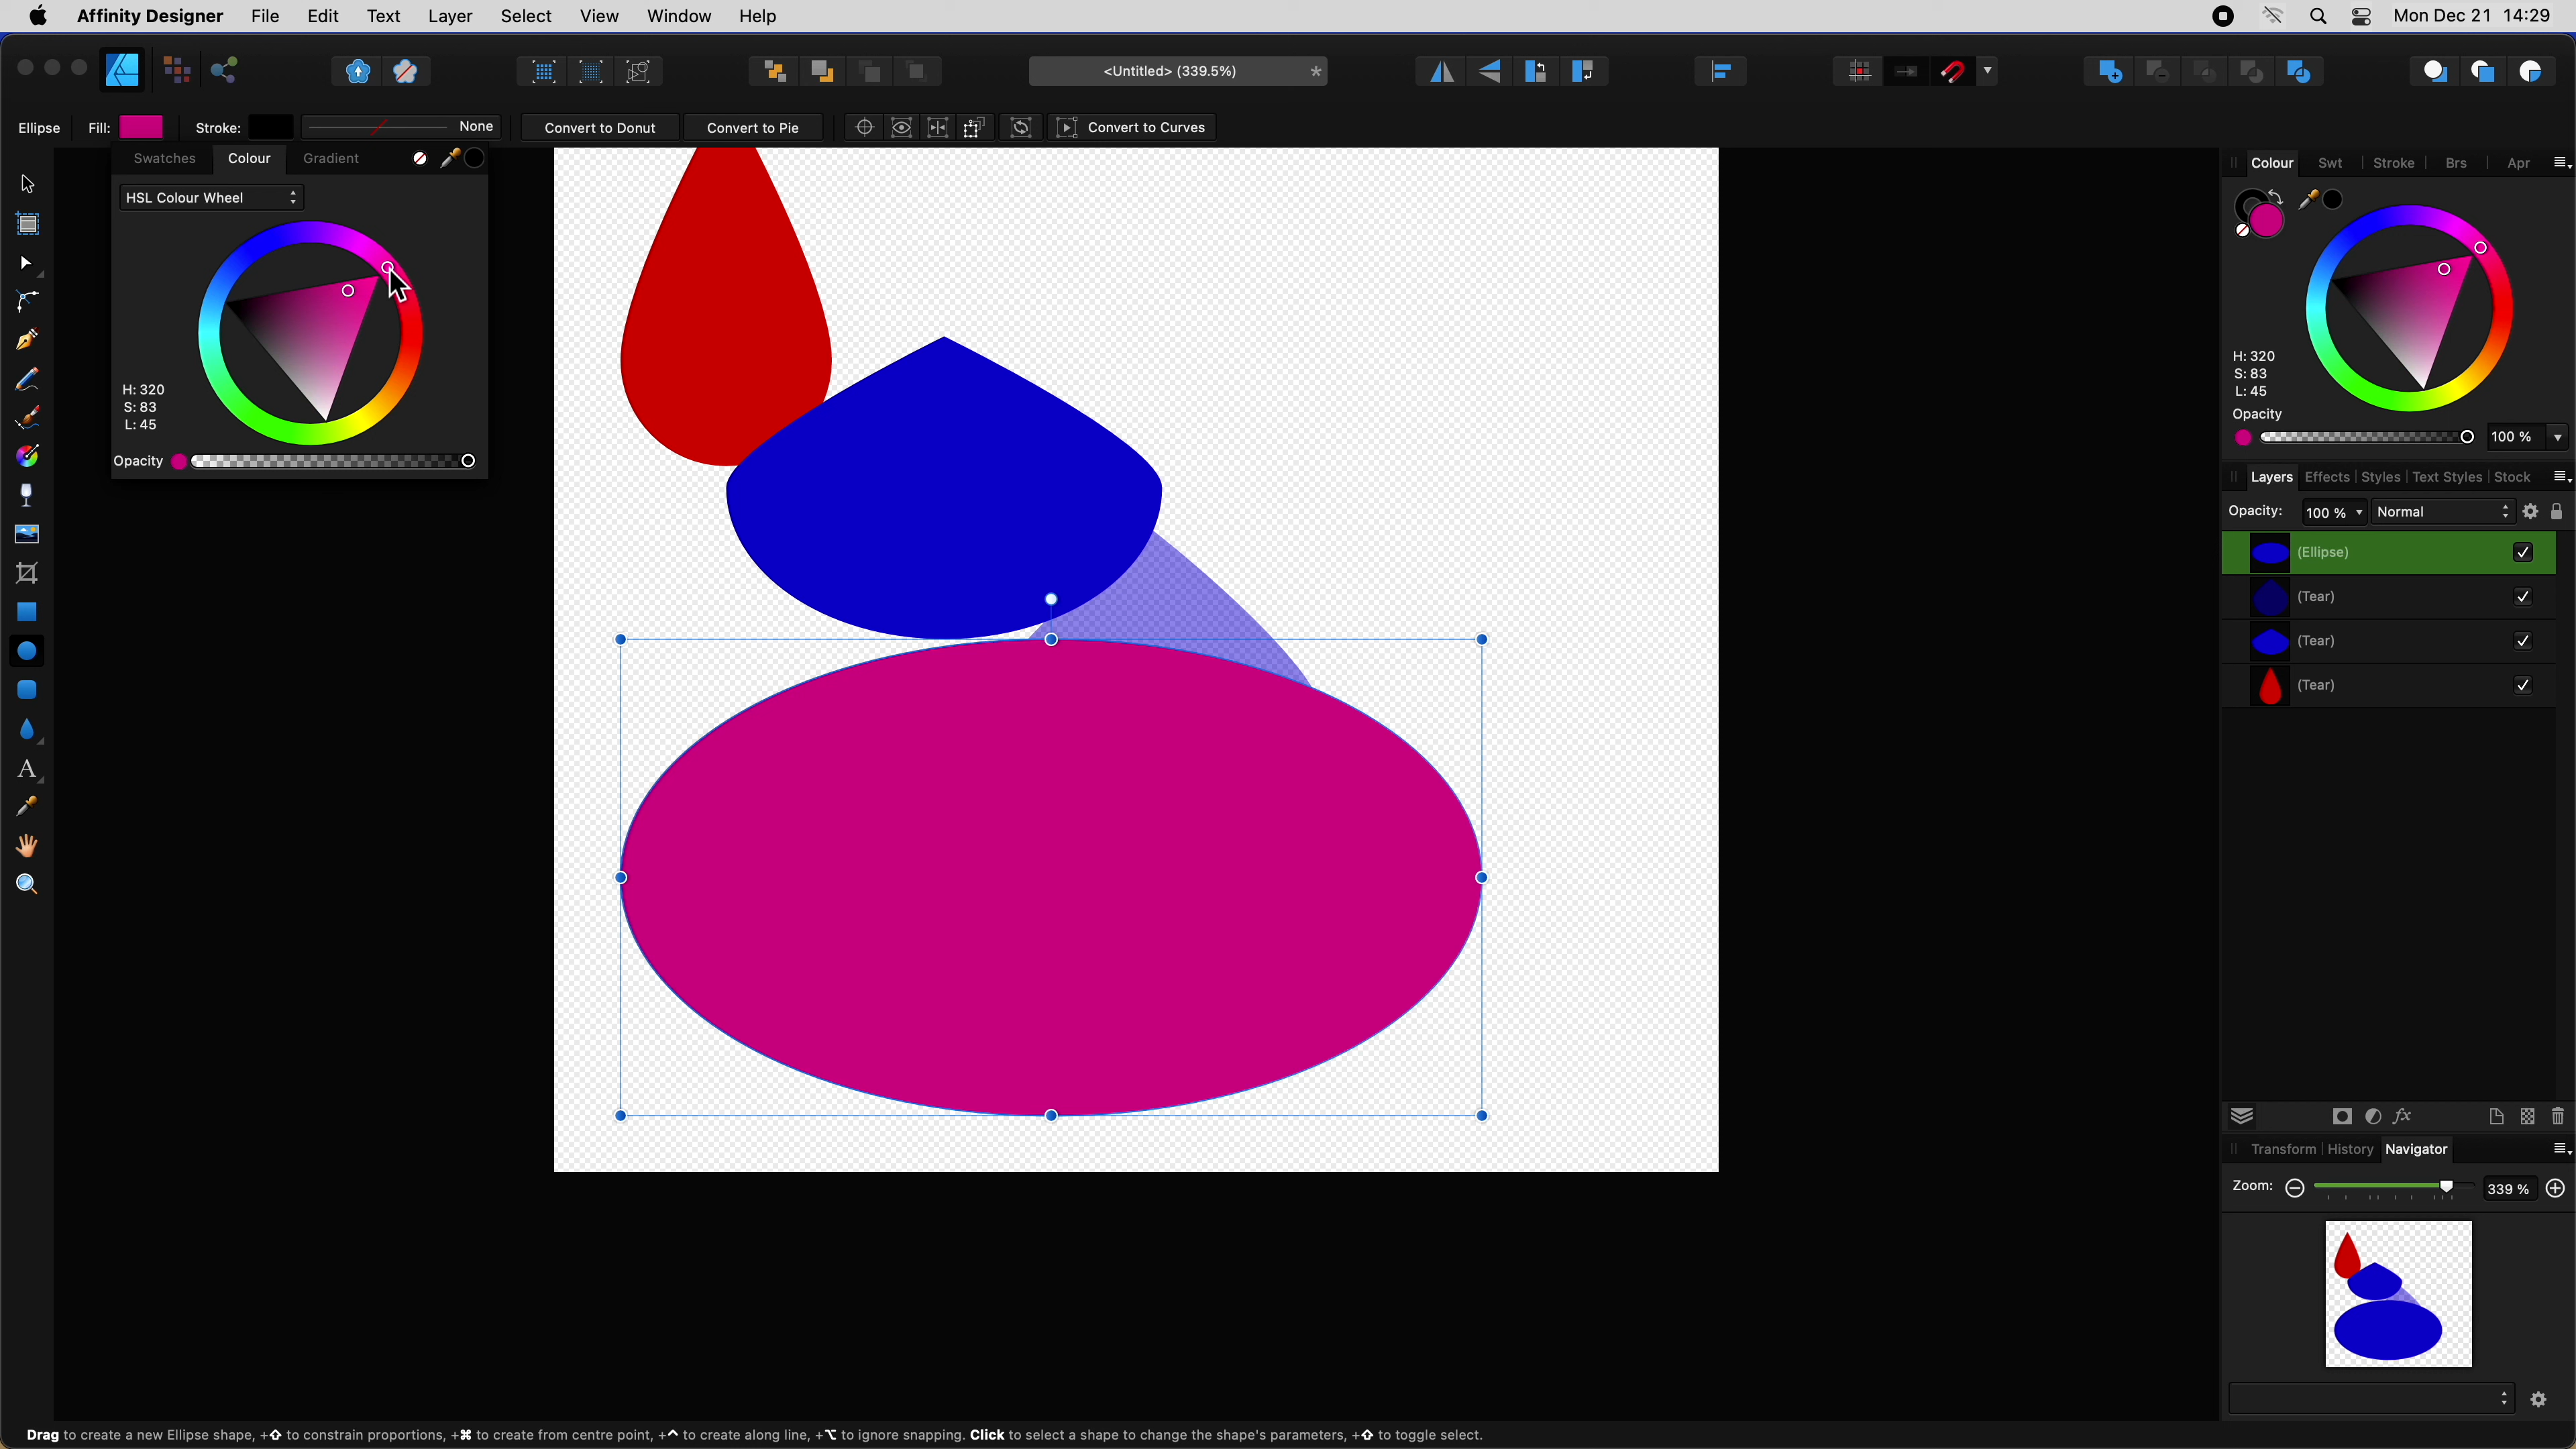 Affinity Designer File Edit Text Layer Select View Window Help Mon Dec 21 14:29
<Untitled> (339.5%) *
Ellipse Fill: Stroke: None Convert to Donut Convert to Pie Convert to Curves
Swatches Colour Gradient
HSL Colour Wheel
H: 320
S: 83
L: 45
Opacity
Colour Swt Stroke Brs Apr
H: 320
S: 83
L: 45
Opacity
100 %
Layers Effects Styles Text Styles Stock
Opacity: 100 % Normal
(Ellipse)
(Tear)
(Tear)
(Tear)
Transform History Navigator
Zoom: 339 %
Drag to create a new Ellipse shape, +⇧ to constrain proportions, +⌘ to create from centre point, +^ to create along line, +⌥ to ignore snapping. Click to select a shape to change the shape's parameters, +⇧ to toggle select.